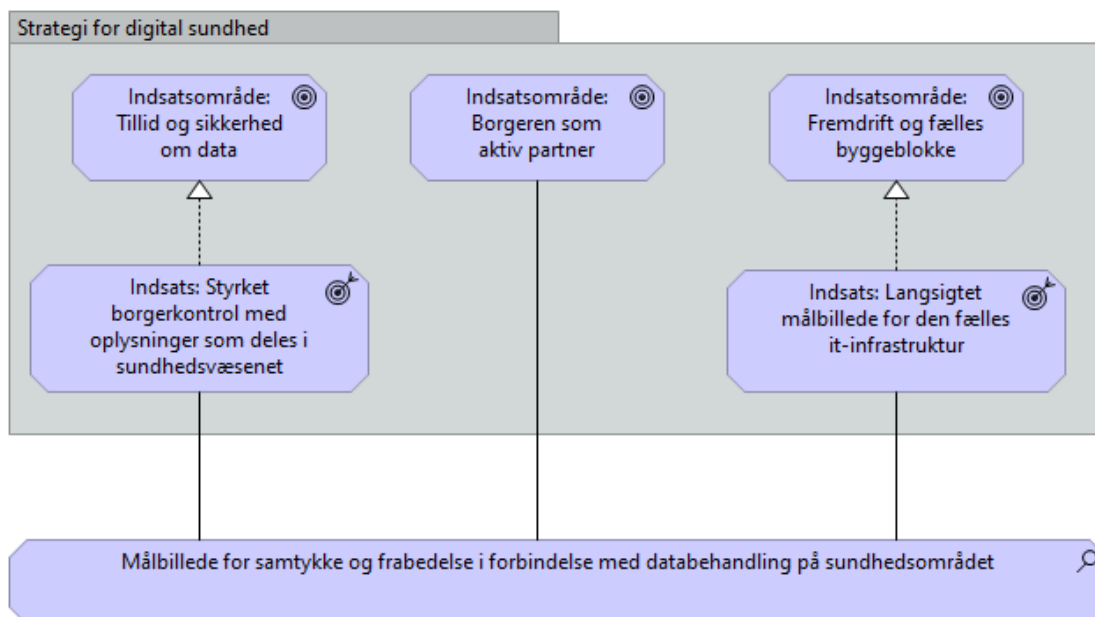 Strategi for digital sundhed
Indsatsområde:
Tillid og sikkerhed
om data
Indsatsområde:
Borgeren som
aktiv partner
Indsatsområde:
Fremdrift og fælles
byggeblokke
Indsats: Styrket
borgerkontrol med
oplysninger som deles i
sundhedsvæsenet
Indsats: Langsigtet
målbillede for den fælles
it-infrastruktur
Målbillede for samtykke og frabedelse i forbindelse med databehandling på sundhedsområdet